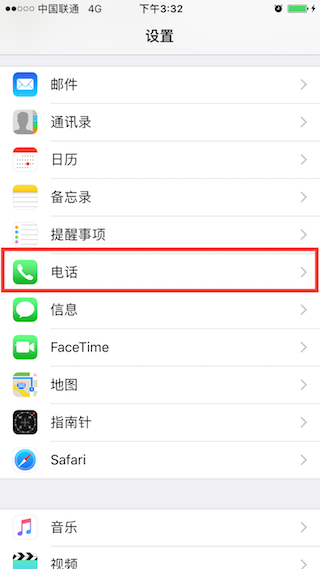 中国联通 4G 下午3:32
设置
邮件
通讯录
日历
备忘录
提醒事项
电话
信息
FaceTime
地图
指南针
Safari
音乐
视频